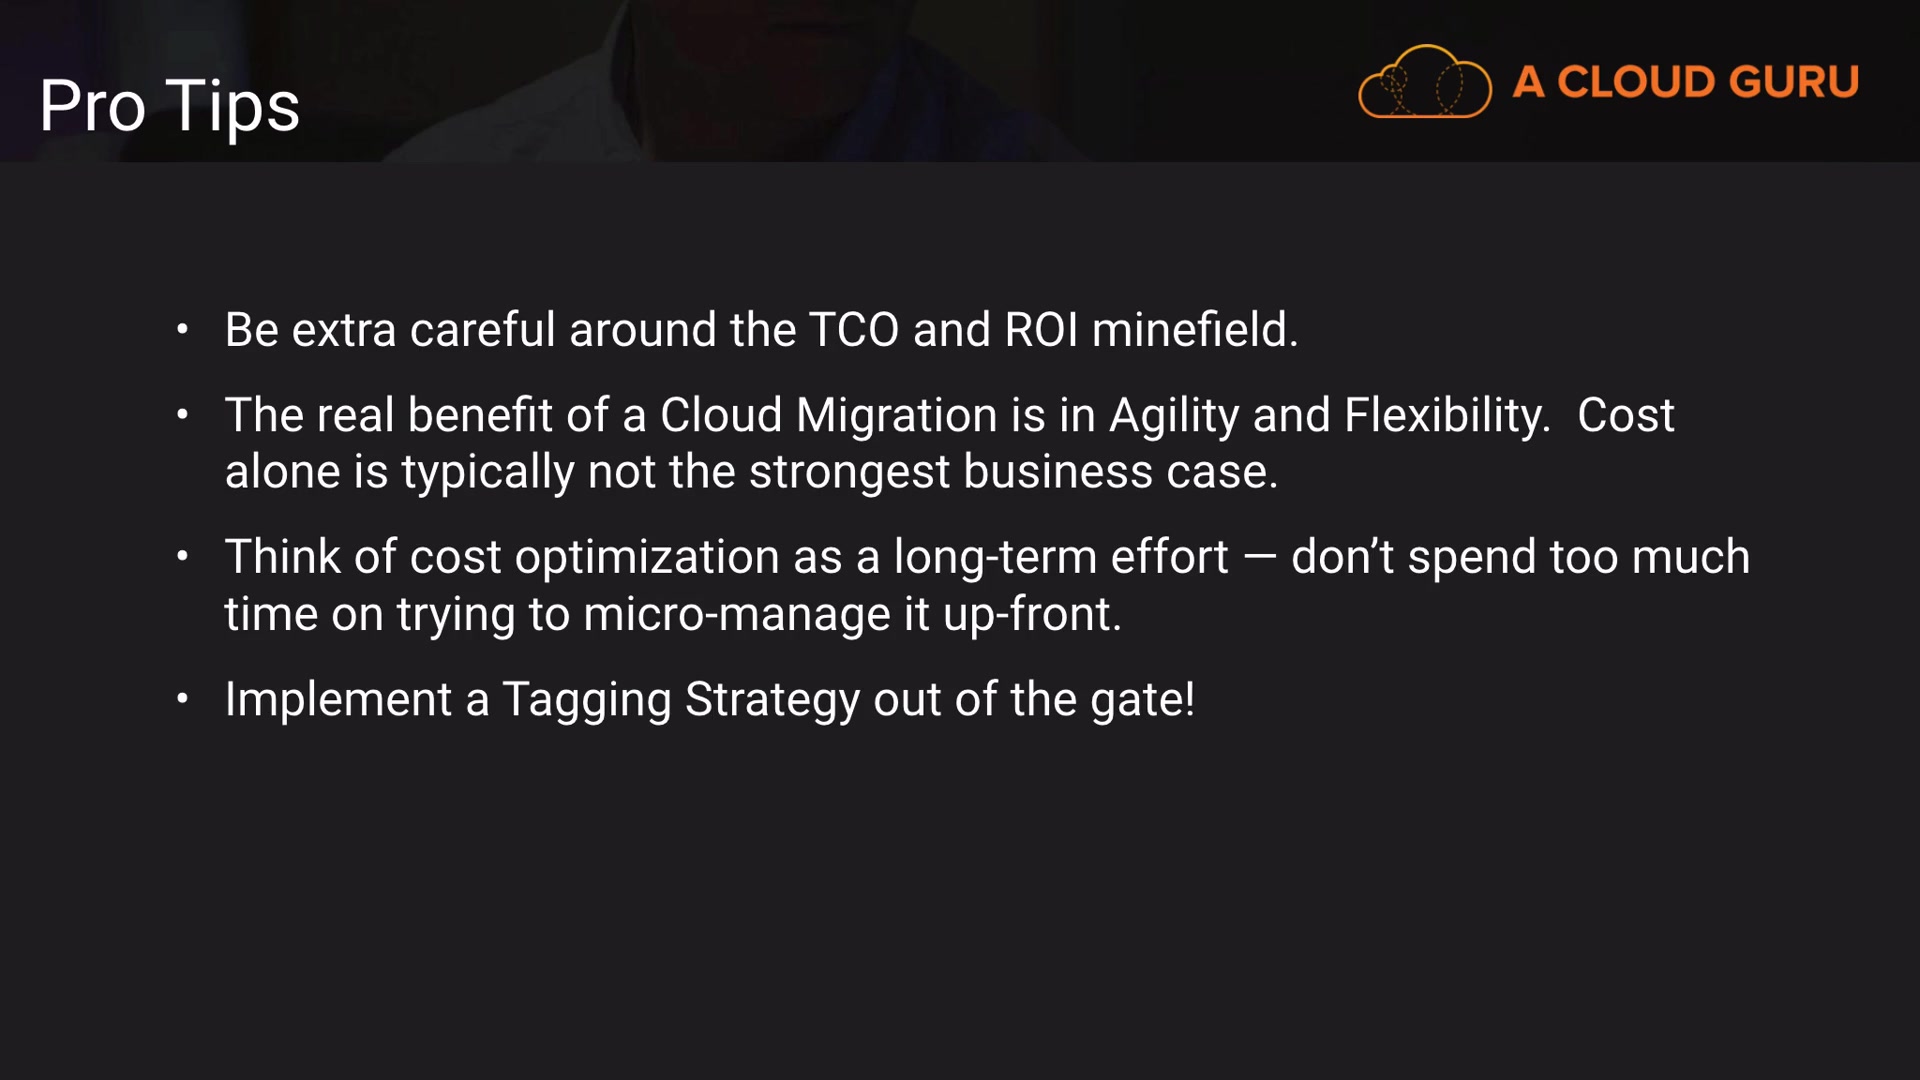 Pro Tips
A CLOUD GURU
• Be extra careful around the TCO and ROI minefield.
• The real benefit of a Cloud Migration is in Agility and Flexibility.  Cost
alone is typically not the strongest business case.
• Think of cost optimization as a long-term effort — don’t spend too much
time on trying to micro-manage it up-front.
• Implement a Tagging Strategy out of the gate!